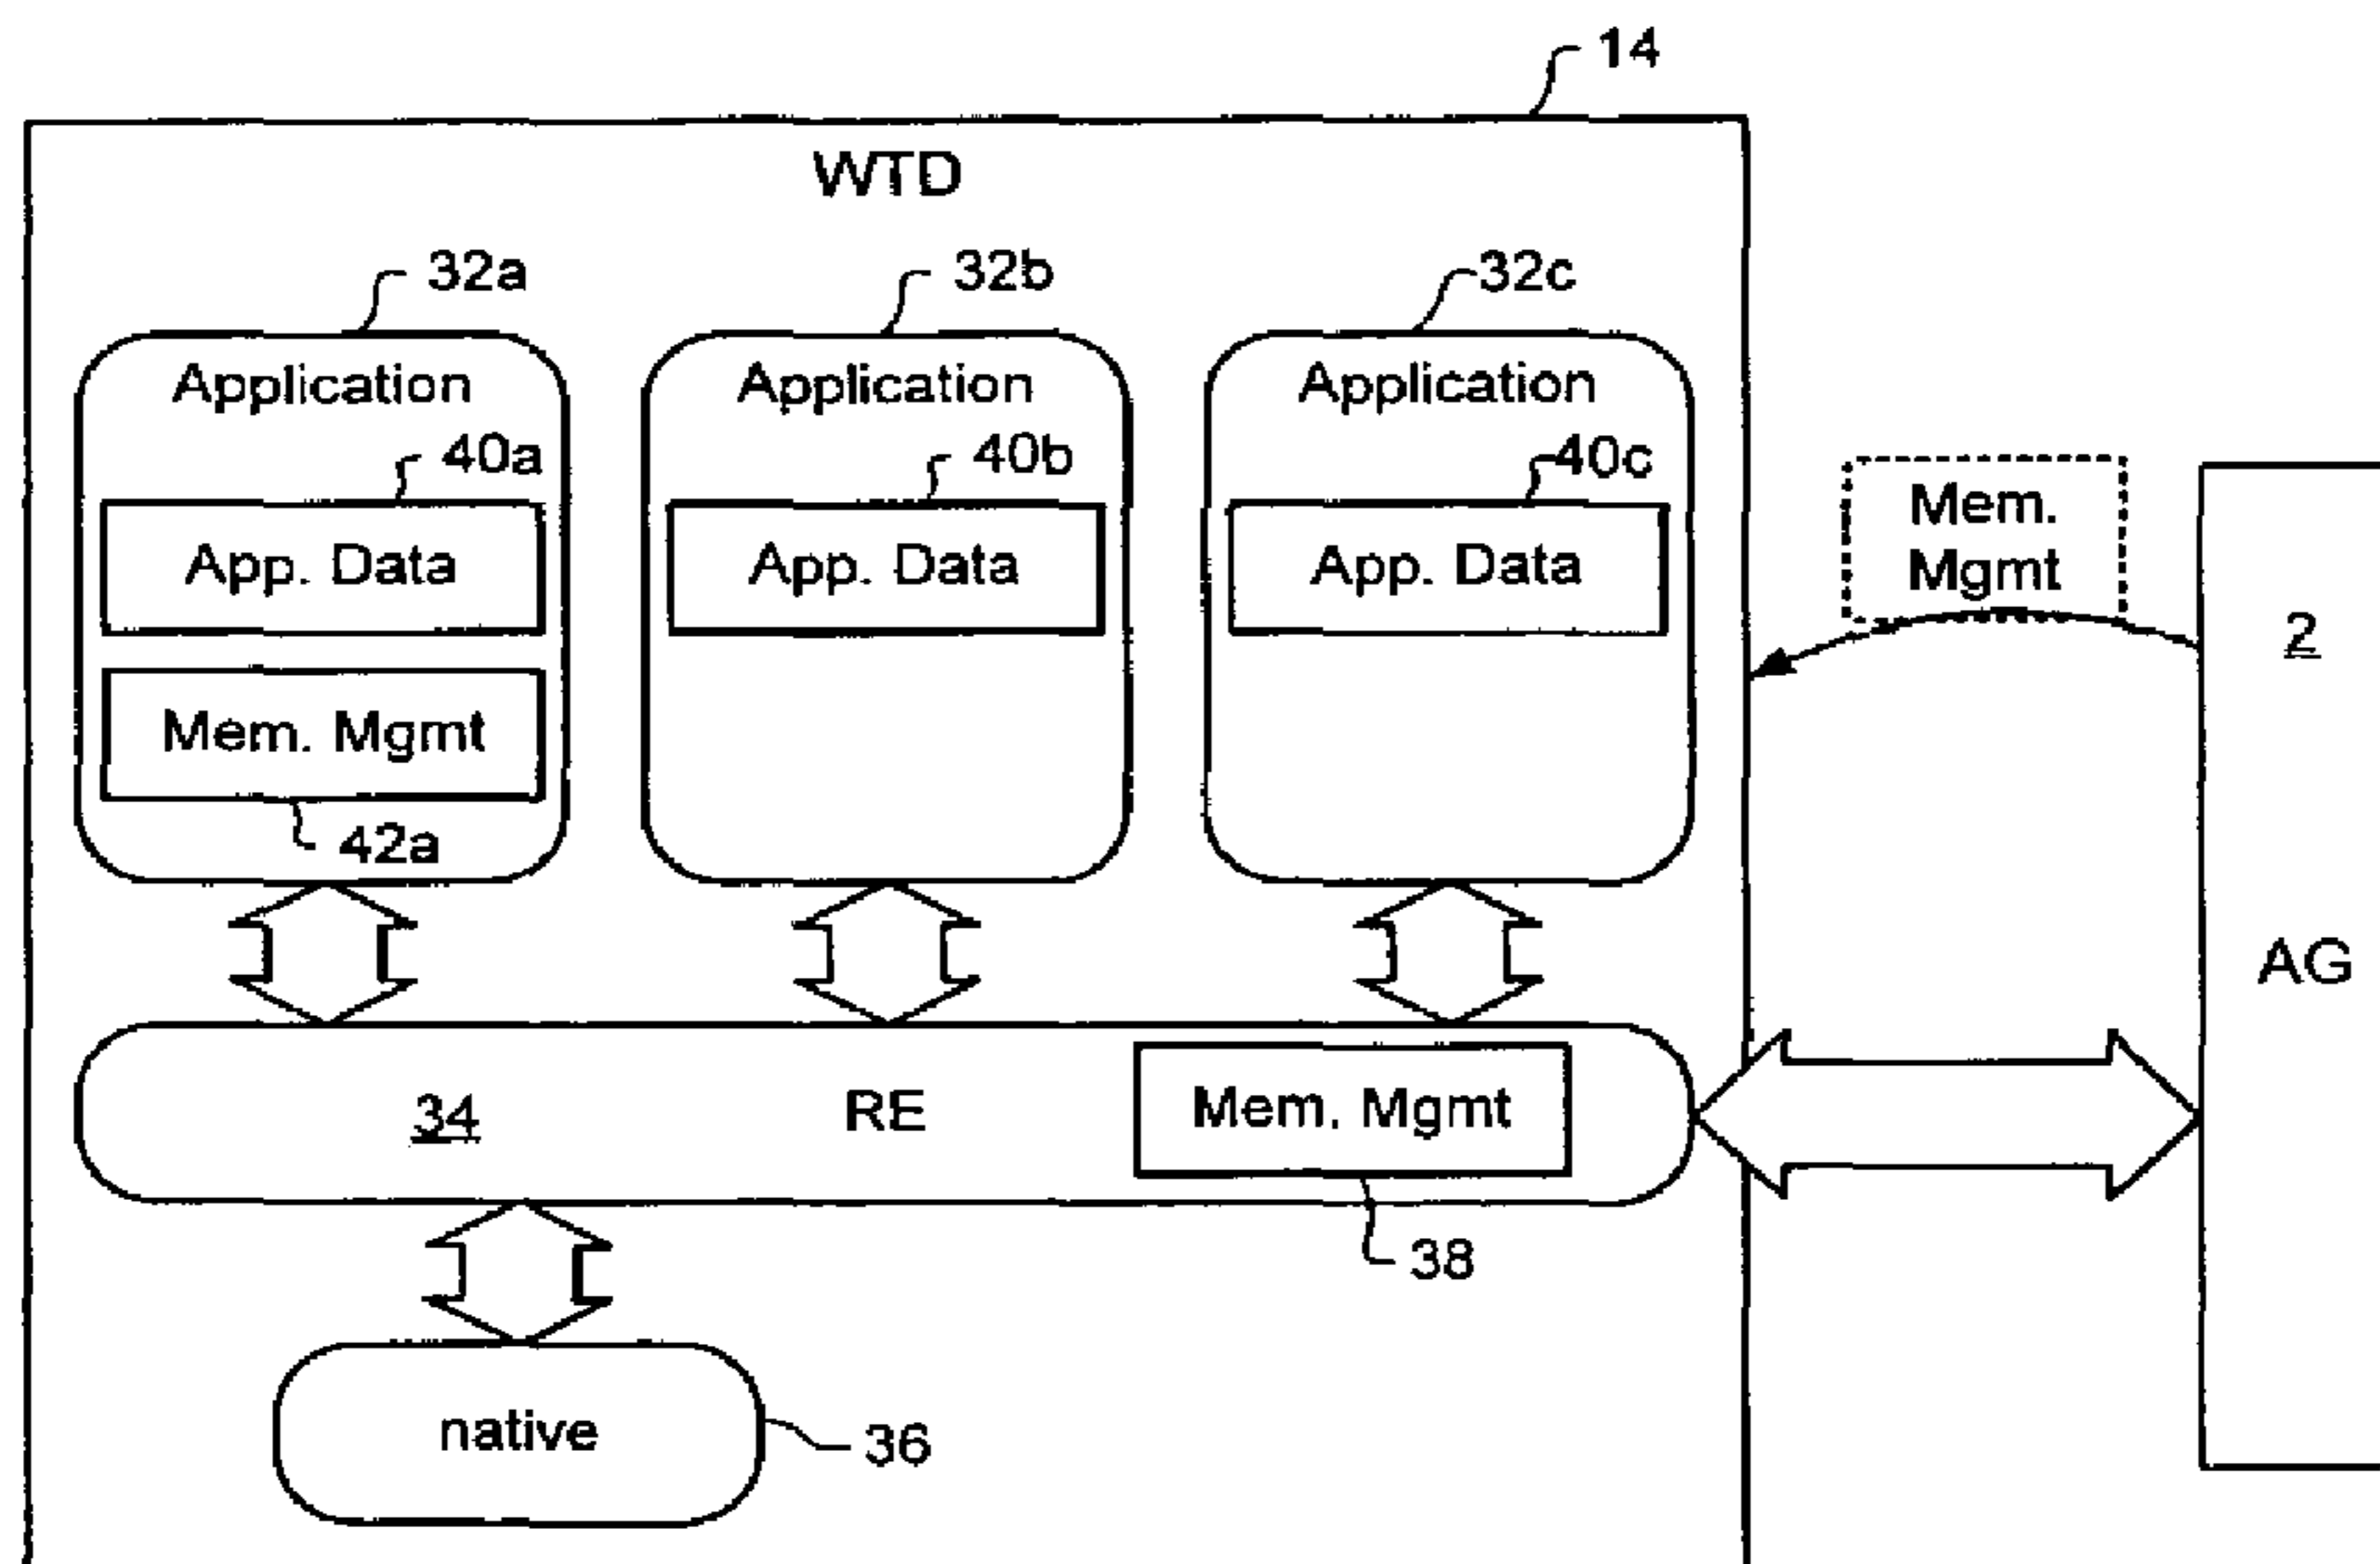 14
WTD
32a
32b
32c
Application
Application
Application
40a
40b
40c
App. Data
App. Data
App. Data
Mem. Mgmt
42a
Mem.
Mgmt
2
AG
34
RE
Mem. Mgmt
38
native
36